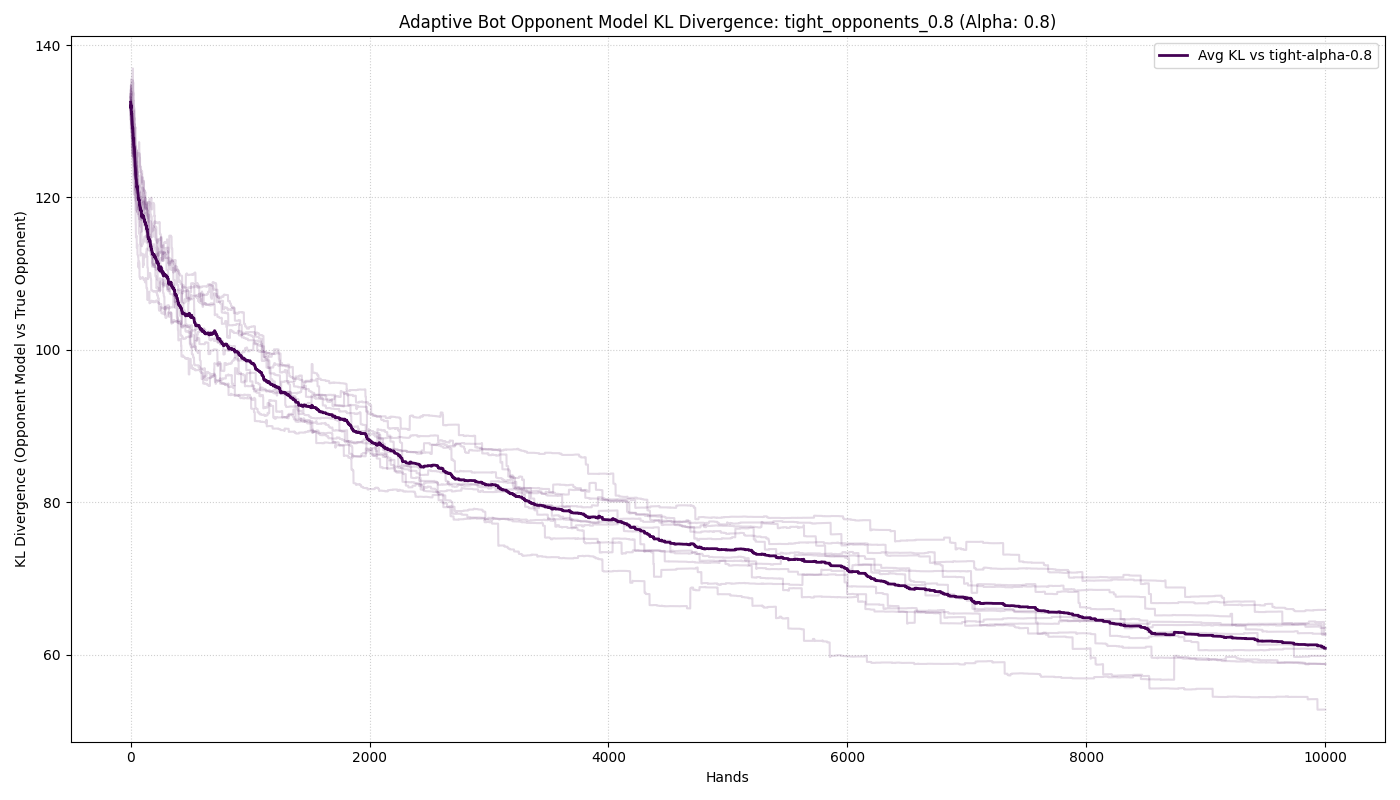 Adaptive Bot Opponent Model KL Divergence: tight_opponents_0.8 (Alpha: 0.8)
Avg KL vs tight-alpha-0.8
KL Divergence (Opponent Model vs True Opponent)
140
120
100
80
60
0
2000
4000
6000
8000
10000
Hands